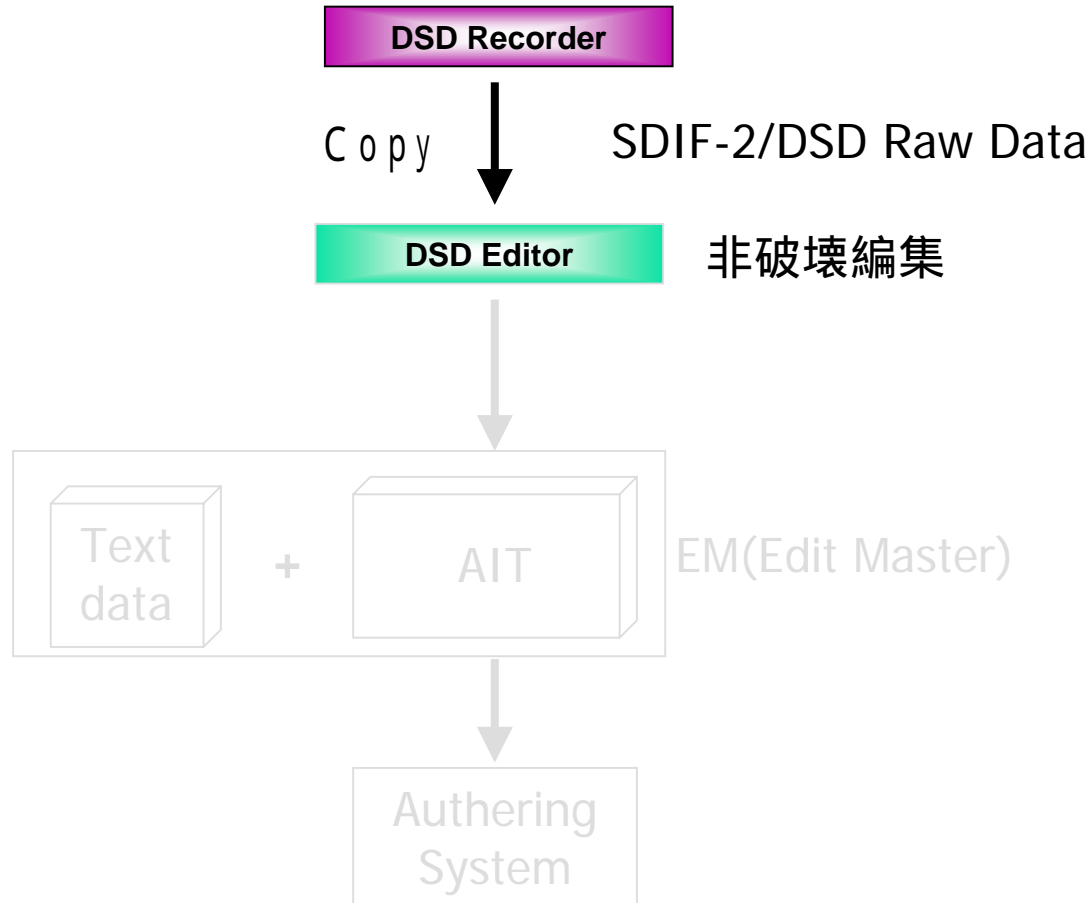 DSD Recorder
Copy
SDIF-2/DSD Raw Data
DSD Editor
非破壊編集
Text
data
+
AIT
EM(Edit Master)
Authering
System